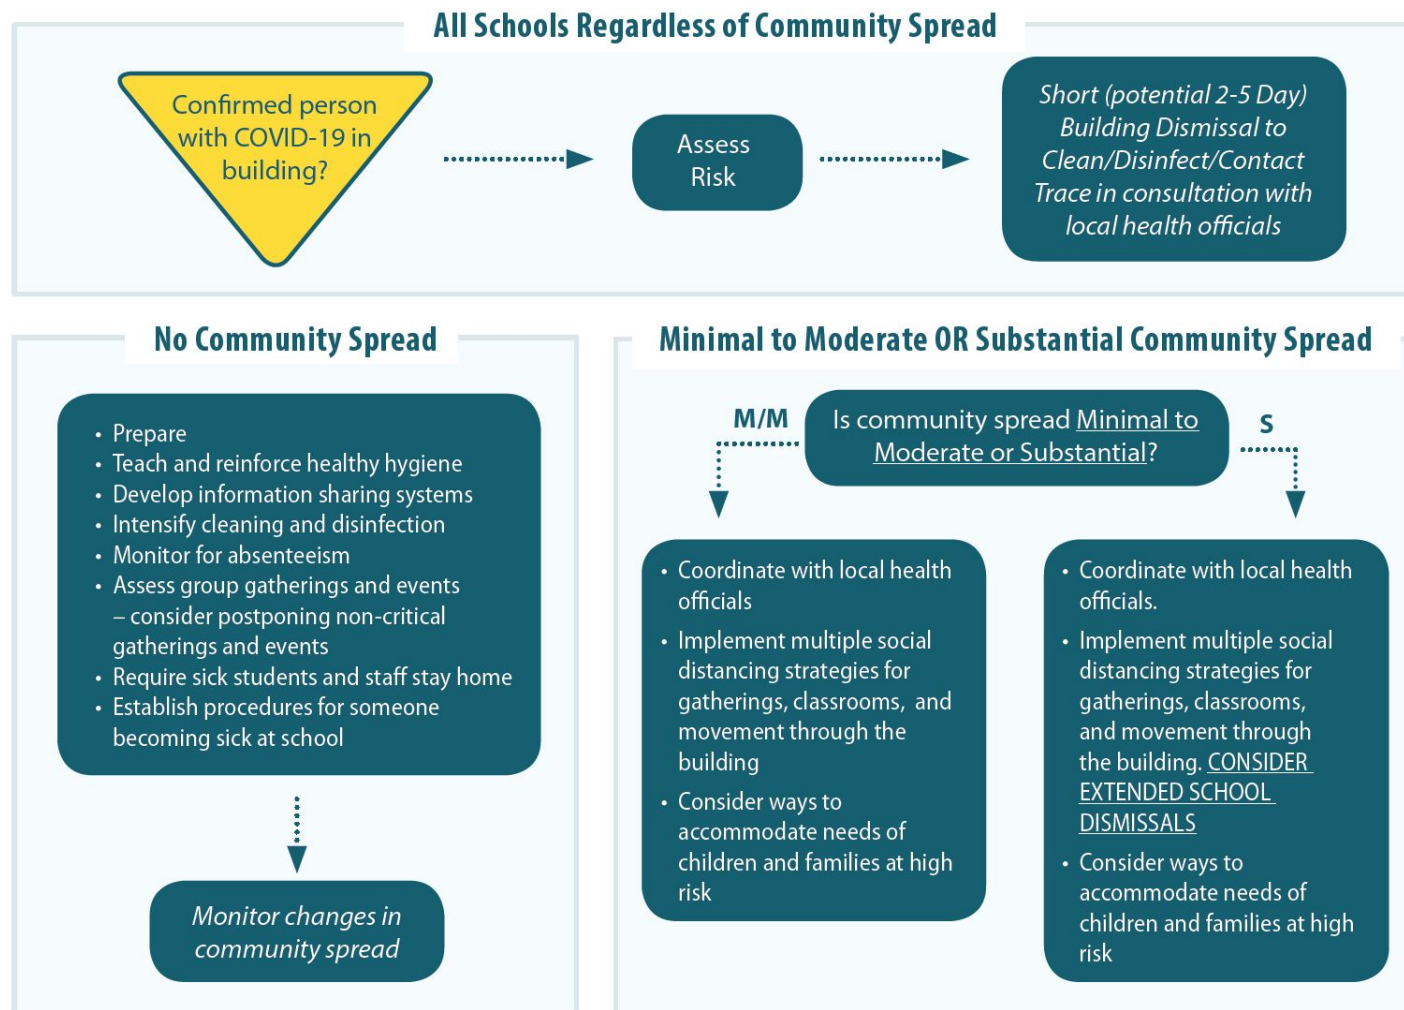 All Schools Regardless of Community Spread
Confirmed person
with COVID-19 in
building?
Assess
Risk
Short (potential 2-5 Day)
Building Dismissal to
Clean/Disinfect/Contact
Trace in consultation with
local health officials
No Community Spread
• Prepare
• Teach and reinforce healthy hygiene
• Develop information sharing systems
• Intensify cleaning and disinfection
• Monitor for absenteeism
• Assess group gatherings and events
– consider postponing non-critical
gatherings and events
• Require sick students and staff stay home
• Establish procedures for someone
becoming sick at school
Monitor changes in
community spread
Minimal to Moderate OR Substantial Community Spread
Is community spread Minimal to
Moderate or Substantial?
M/M
• Coordinate with local health
officials
• Implement multiple social
distancing strategies for
gatherings, classrooms, and
movement through the
building
• Consider ways to
accommodate needs of
children and families at high
risk
S
• Coordinate with local health
officials.
• Implement multiple social
distancing strategies for
gatherings, classrooms,
and movement through
the building. CONSIDER
EXTENDED SCHOOL
DISMISSALS
• Consider ways to
accommodate needs of
children and families at high
risk